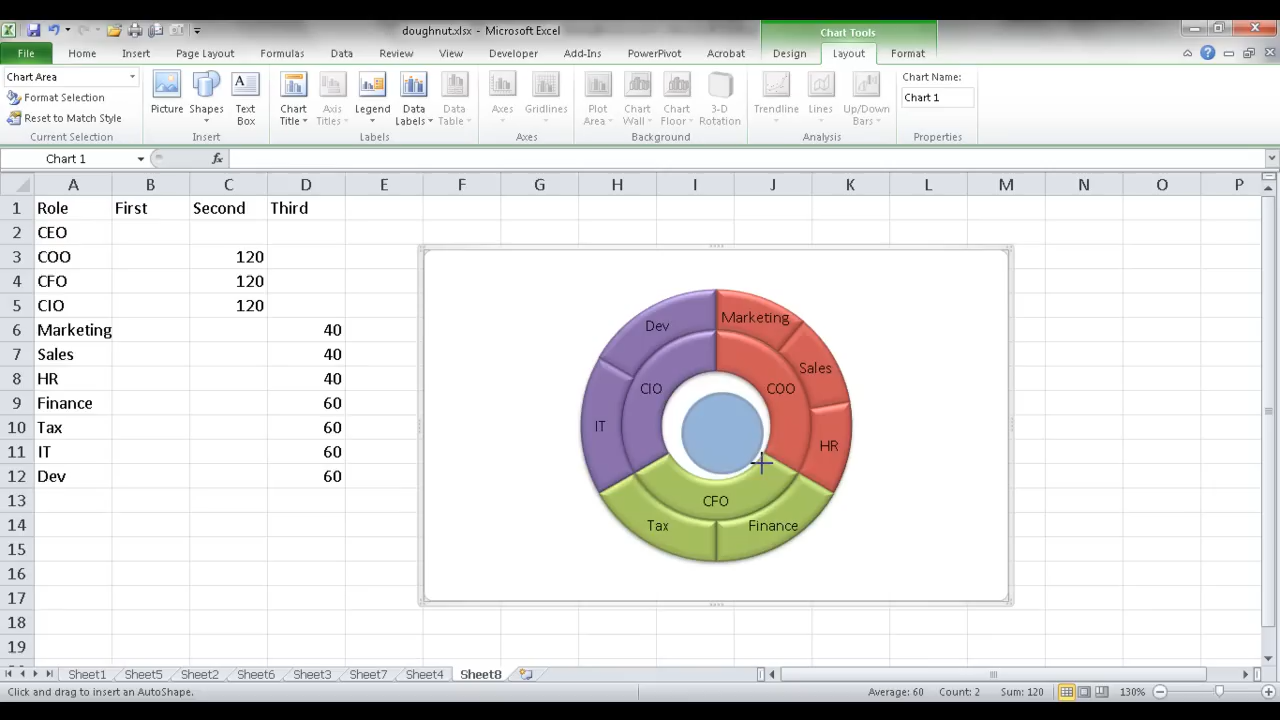 doughnut.xlsx - Microsoft Excel
Chart Tools
File Home Insert Page Layout Formulas Data Review View Developer Add-Ins PowerPivot Acrobat Design Layout Format
Chart Area
Format Selection
Reset to Match Style
Current Selection
Picture Shapes Text Box
Insert
Chart Title Axis Titles Legend Data Labels Data Table
Labels
Axes Gridlines
Axes
Plot Area Chart Wall Chart Floor 3-D Rotation
Background
Trendline Lines Up/Down Bars
Analysis
Chart Name:
Chart 1
Properties
Chart 1 fx
A B C D E F G H I J K L M N O P
1 Role First Second Third
2 CEO
3 COO 120
4 CFO 120
5 CIO 120
6 Marketing 40
7 Sales 40
8 HR 40
9 Finance 60
10 Tax 60
11 IT 60
12 Dev 60
13
14
15
16
17
18
19
Dev Marketing
Sales
CIO COO
IT
HR
CFO
Tax Finance
Sheet1 Sheet5 Sheet2 Sheet6 Sheet3 Sheet7 Sheet4 Sheet8
Click and drag to insert an AutoShape. Average: 60 Count: 2 Sum: 120 130%